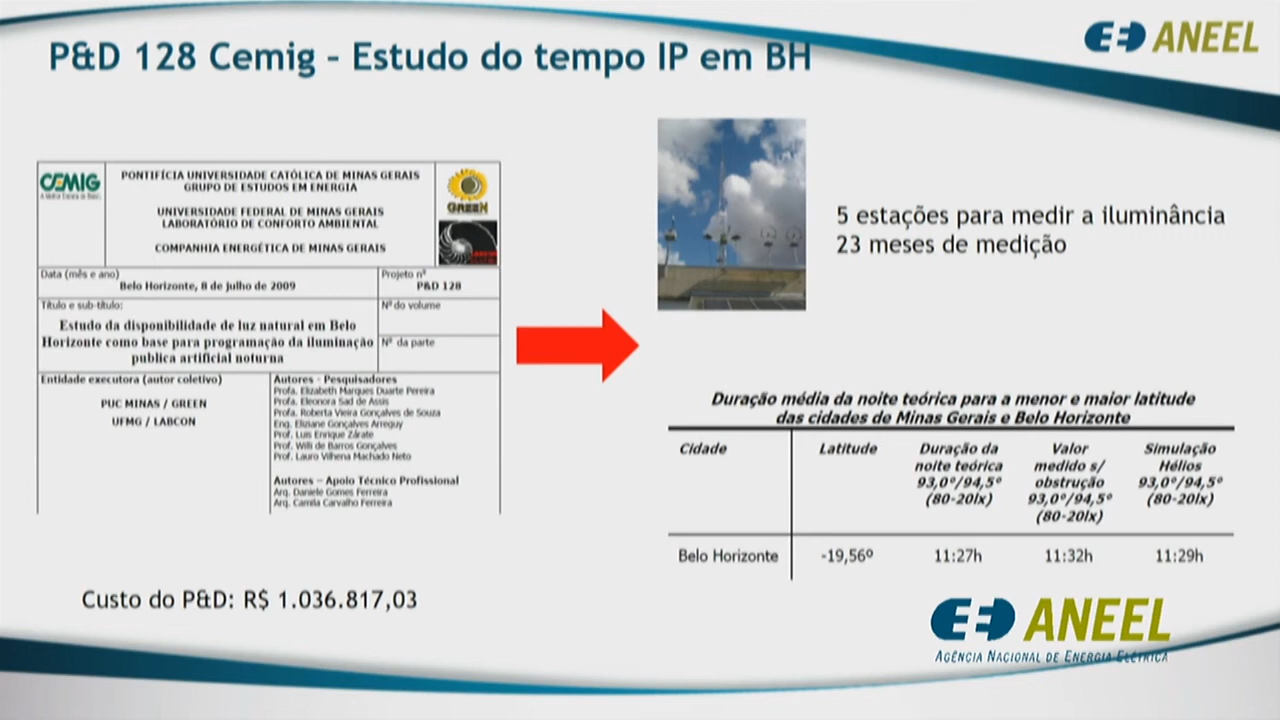 P&D 128 Cemig – Estudo do tempo IP em BH
ANEEL
CEMIG
PONTIFÍCIA UNIVERSIDADE CATÓLICA DE MINAS GERAIS
GRUPO DE ESTUDOS EM ENERGIA
UNIVERSIDADE FEDERAL DE MINAS GERAIS
LABORATÓRIO DE CONFORTO AMBIENTAL
COMPANHIA ENERGÉTICA DE MINAS GERAIS
GREEN
Data (mês e ano)
Belo Horizonte, 8 de julho de 2009
Projeto nº
P&D 128
Título e sub-título:
Estudo da disponibilidade de luz natural em Belo
Horizonte como base para programação da iluminação
publica artificial noturna
Nº do volume
Nº da parte
Entidade executora (autor coletivo)
PUC MINAS / GREEN
UFMG / LABCON
Autores - Pesquisadores
Profa. Elizabeth Marques Duarte Pereira
Profa. Eleonora Sad de Assis
Profa. Roberta Vieira Gonçalves de Souza
Eng. Eliziane Gonçalves Arreguy
Prof. Luis Enrique Zárate
Prof. Willi de Barros Gonçalves
Prof. Lauro Vilhena Machado Neto
Autores – Apoio Técnico Profissional
Arq. Daniele Gomes Ferreira
Arq. Camila Carvalho Ferreira
Custo do P&D: R$ 1.036.817,03
5 estações para medir a iluminância
23 meses de medição
Duração média da noite teórica para a menor e maior latitude
das cidades de Minas Gerais e Belo Horizonte
Cidade
Latitude
Duração da
noite teórica
93,0º/94,5º
(80-20lx)
Valor
medido s/
obstrução
93,0º/94,5º
(80-20lx)
Simulação
Hélios
93,0º/94,5º
(80-20lx)
Belo Horizonte
-19,56º
11:27h
11:32h
11:29h
ANEEL
AGÊNCIA NACIONAL DE ENERGIA ELÉTRICA